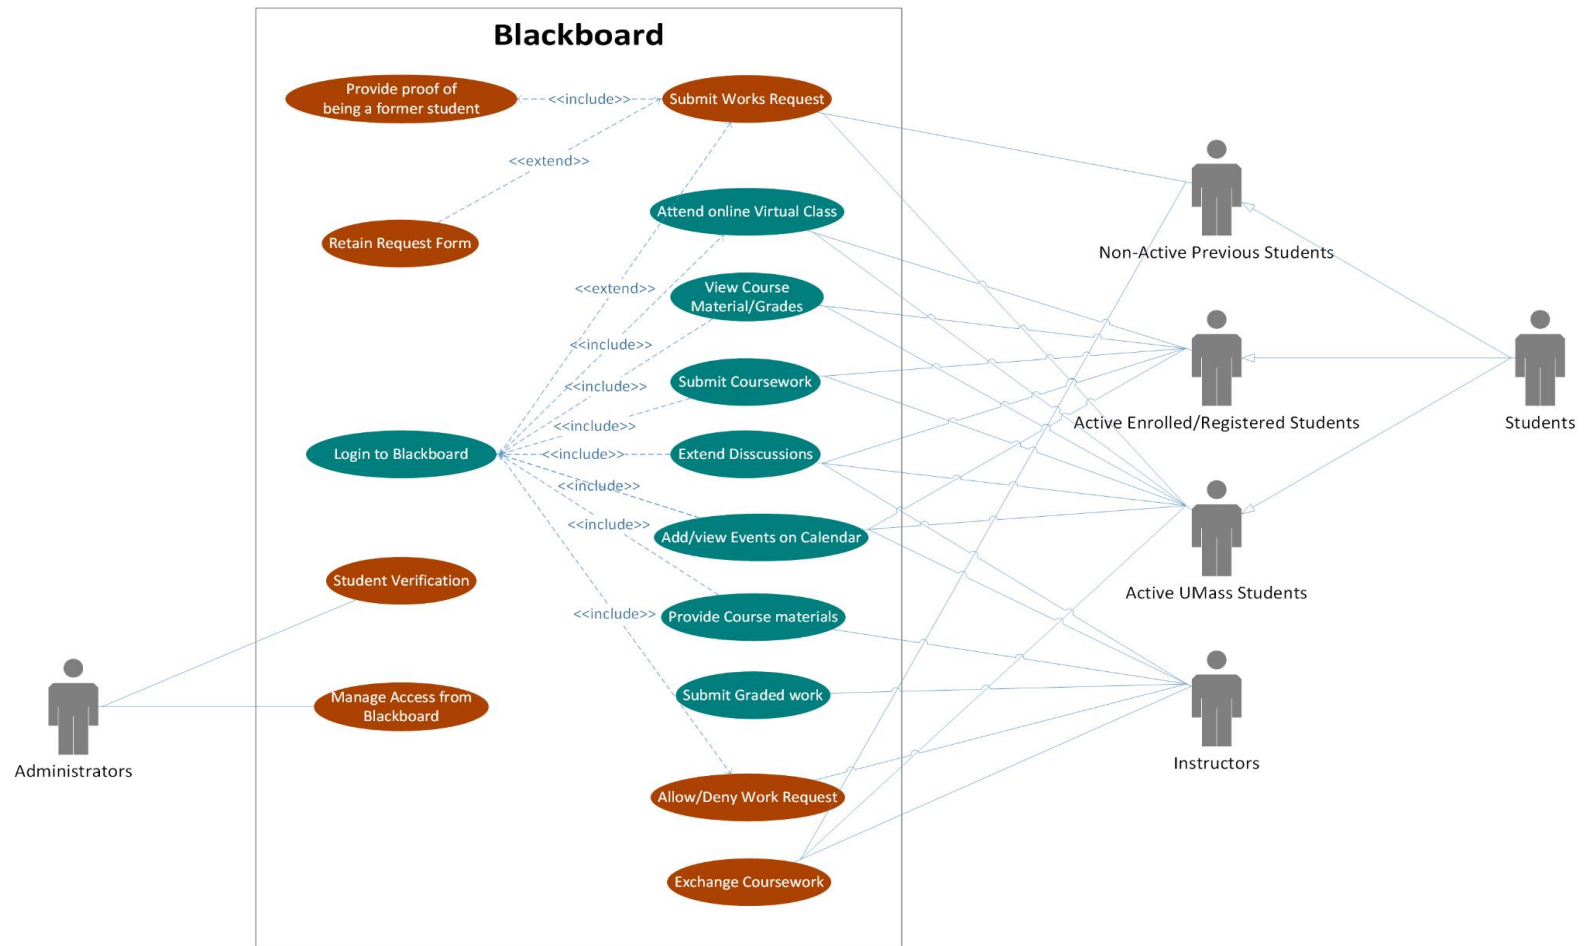 Blackboard
Provide proof of
being a former student
<<include>>
Submit Works Request
<<extend>>
Retain Request Form
Attend online Virtual Class
<<extend>>
View Course
Material/Grades
<<include>>
<<include>>
Submit Coursework
<<include>>
Login to Blackboard
<<include>>
Extend Disscussions
<<include>>
<<include>>
Add/view Events on Calendar
Student Verification
<<include>>
Provide Course materials
Manage Access from
Blackboard
Submit Graded work
Allow/Deny Work Request
Exchange Coursework
Administrators
Non-Active Previous Students
Active Enrolled/Registered Students
Students
Active UMass Students
Instructors